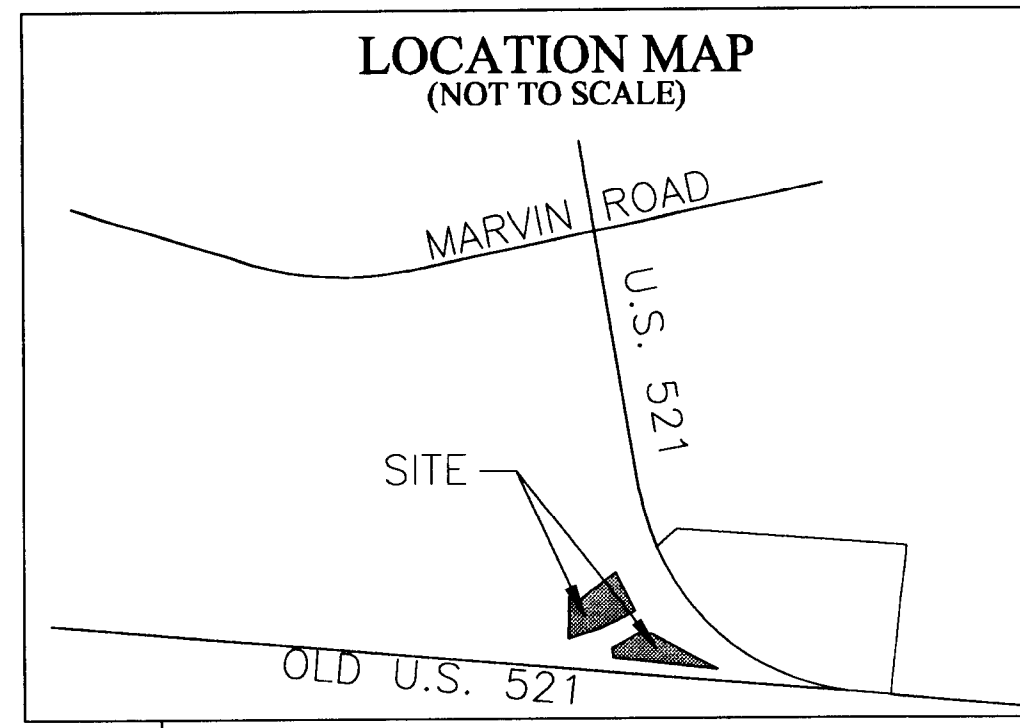 LOCATION MAP
(NOT TO SCALE)
MARVIN ROAD
U.S. 521
SITE
OLD U.S. 521